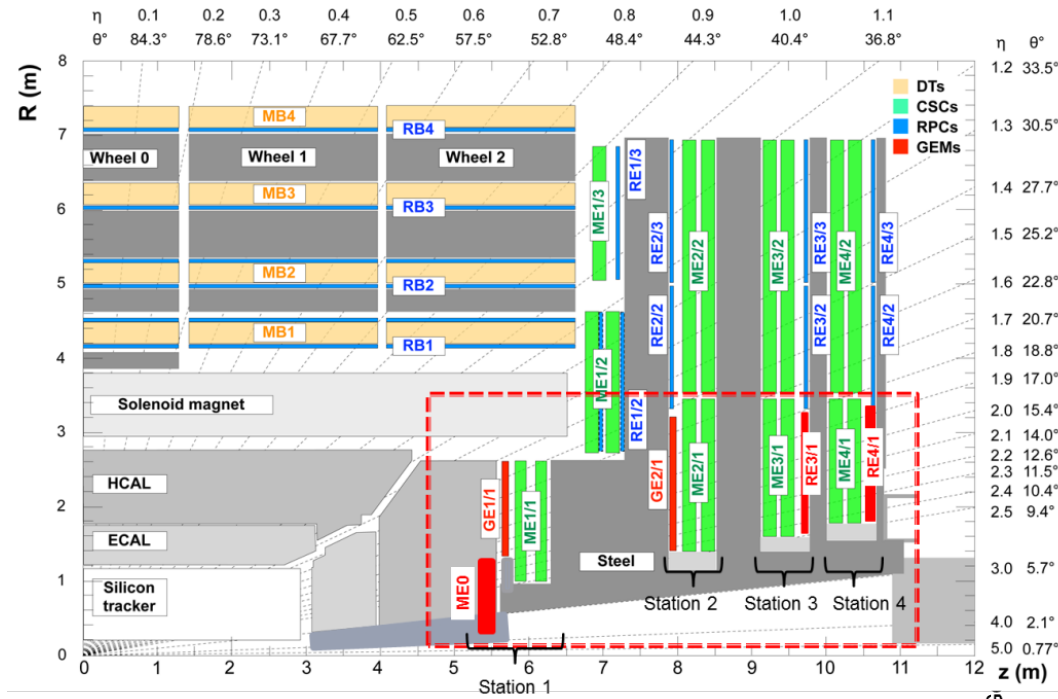 η 0.1 0.2 0.3 0.4 0.5 0.6 0.7 0.8 0.9 1.0 1.1
θ° 84.3° 78.6° 73.1° 67.7° 62.5° 57.5° 52.8° 48.4° 44.3° 40.4° 36.8° η θ°
R (m)
8
7
6
5
4
3
2
1
0
1.2 33.5°
1.3 30.5°
1.4 27.7°
1.5 25.2°
1.6 22.8°
1.7 20.7°
1.8 18.8°
1.9 17.0°
2.0 15.4°
2.1 14.0°
2.2 12.6°
2.3 11.5°
2.4 10.4°
2.5 9.4°
3.0 5.7°
4.0 2.1°
5.0 0.77°
DTs
CSCs
RPCs
GEMs
MB4
RB4
Wheel 0 Wheel 1 Wheel 2
MB3
RB3
MB2
RB2
MB1
RB1
Solenoid magnet
HCAL
ECAL
Silicon
tracker
ME1/3
RE1/3
RE2/3
ME2/2
ME3/2
RE3/3
ME4/2
RE4/3
ME1/2
RE2/2
RE3/2
RE4/2
RE1/2
GE1/1
ME1/1
GE2/1
ME2/1
ME3/1
RE3/1
ME4/1
RE4/1
ME0
Steel
Station 2 Station 3 Station 4
0 1 2 3 4 5 6 7 8 9 10 11 12
z (m)
Station 1